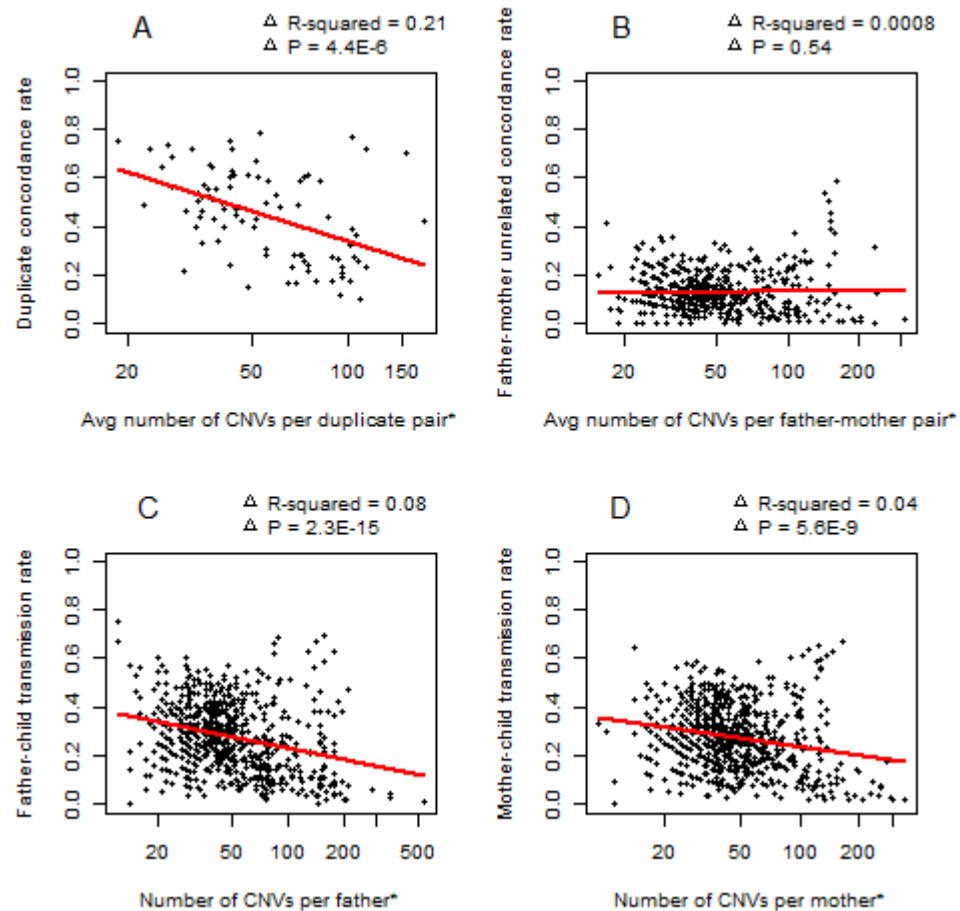 A
Δ R-squared = 0.21
Δ P = 4.4E-6
Duplicate concordance rate
1.0
0.8
0.6
0.4
0.2
0.0
20 50 100 150
Avg number of CNVs per duplicate pair*
B
Δ R-squared = 0.0008
Δ P = 0.54
Father-mother unrelated concordance rate
1.0
0.8
0.6
0.4
0.2
0.0
20 50 100 200
Avg number of CNVs per father-mother pair*
C
Δ R-squared = 0.08
Δ P = 2.3E-15
Father-child transmission rate
1.0
0.8
0.6
0.4
0.2
0.0
20 50 100 200 500
Number of CNVs per father*
D
Δ R-squared = 0.04
Δ P = 5.6E-9
Mother-child transmission rate
1.0
0.8
0.6
0.4
0.2
0.0
20 50 100 200
Number of CNVs per mother*